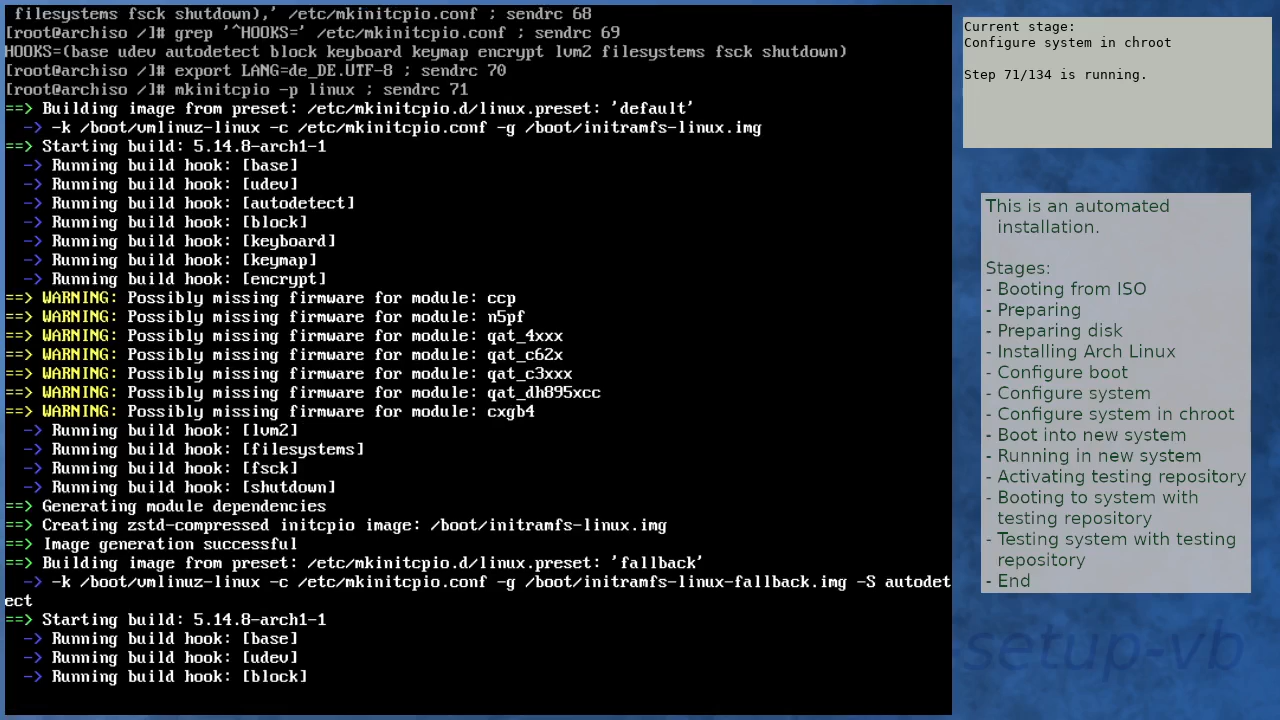 filesystems fsck shutdown),' /etc/mkinitcpio.conf ; sendrc 68
[root@archiso /]# grep '^HOOKS=' /etc/mkinitcpio.conf ; sendrc 69
HOOKS=(base udev autodetect block keyboard keymap encrypt lvm2 filesystems fsck shutdown)
[root@archiso /]# export LANG=de_DE.UTF-8 ; sendrc 70
[root@archiso /]# mkinitcpio -p linux ; sendrc 71
==> Building image from preset: /etc/mkinitcpio.d/linux.preset: 'default'
-> -k /boot/vmlinuz-linux -c /etc/mkinitcpio.conf -g /boot/initramfs-linux.img
==> Starting build: 5.14.8-arch1-1
-> Running build hook: [base]
-> Running build hook: [udev]
-> Running build hook: [autodetect]
-> Running build hook: [block]
-> Running build hook: [keyboard]
-> Running build hook: [keymap]
-> Running build hook: [encrypt]
==> WARNING: Possibly missing firmware for module: ccp
==> WARNING: Possibly missing firmware for module: n5pf
==> WARNING: Possibly missing firmware for module: qat_4xxx
==> WARNING: Possibly missing firmware for module: qat_c62x
==> WARNING: Possibly missing firmware for module: qat_c3xxx
==> WARNING: Possibly missing firmware for module: qat_dh895xcc
==> WARNING: Possibly missing firmware for module: cxgb4
-> Running build hook: [lvm2]
-> Running build hook: [filesystems]
-> Running build hook: [fsck]
-> Running build hook: [shutdown]
==> Generating module dependencies
==> Creating zstd-compressed initcpio image: /boot/initramfs-linux.img
==> Image generation successful
==> Building image from preset: /etc/mkinitcpio.d/linux.preset: 'fallback'
-> -k /boot/vmlinuz-linux -c /etc/mkinitcpio.conf -g /boot/initramfs-linux-fallback.img -S autodet
ect
==> Starting build: 5.14.8-arch1-1
-> Running build hook: [base]
-> Running build hook: [udev]
-> Running build hook: [block]
Current stage:
Configure system in chroot
Step 71/134 is running.
This is an automated
installation.
Stages:
- Booting from ISO
- Preparing
- Preparing disk
- Installing Arch Linux
- Configure boot
- Configure system
- Configure system in chroot
- Boot into new system
- Running in new system
- Activating testing repository
- Booting to system with
testing repository
- Testing system with testing
repository
- End
setup-vb